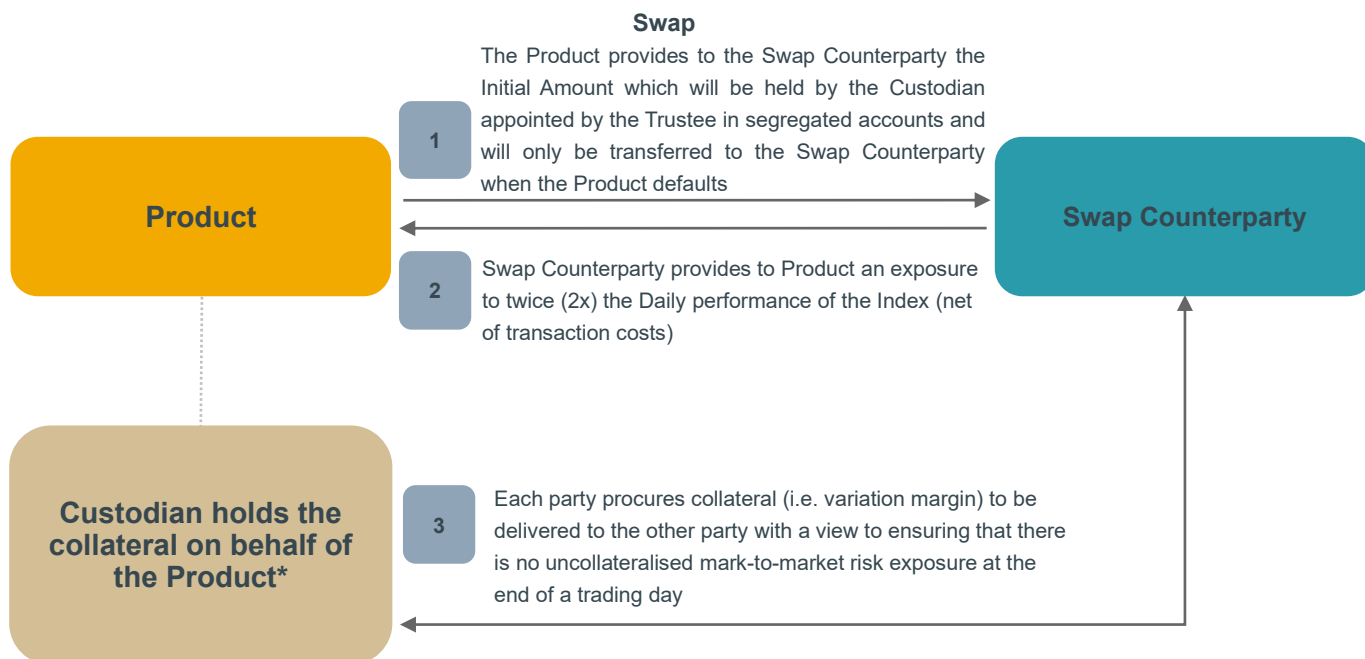 Swap
The Product provides to the Swap Counterparty the
Initial Amount which will be held by the Custodian
appointed by the Trustee in segregated accounts and
will only be transferred to the Swap Counterparty
when the Product defaults
1
Product
Swap Counterparty
2
Swap Counterparty provides to Product an exposure
to twice (2x) the Daily performance of the Index (net
of transaction costs)
Custodian holds the
collateral on behalf of
the Product*
3
Each party procures collateral (i.e. variation margin) to be
delivered to the other party with a view to ensuring that there
is no uncollateralised mark-to-market risk exposure at the
end of a trading day